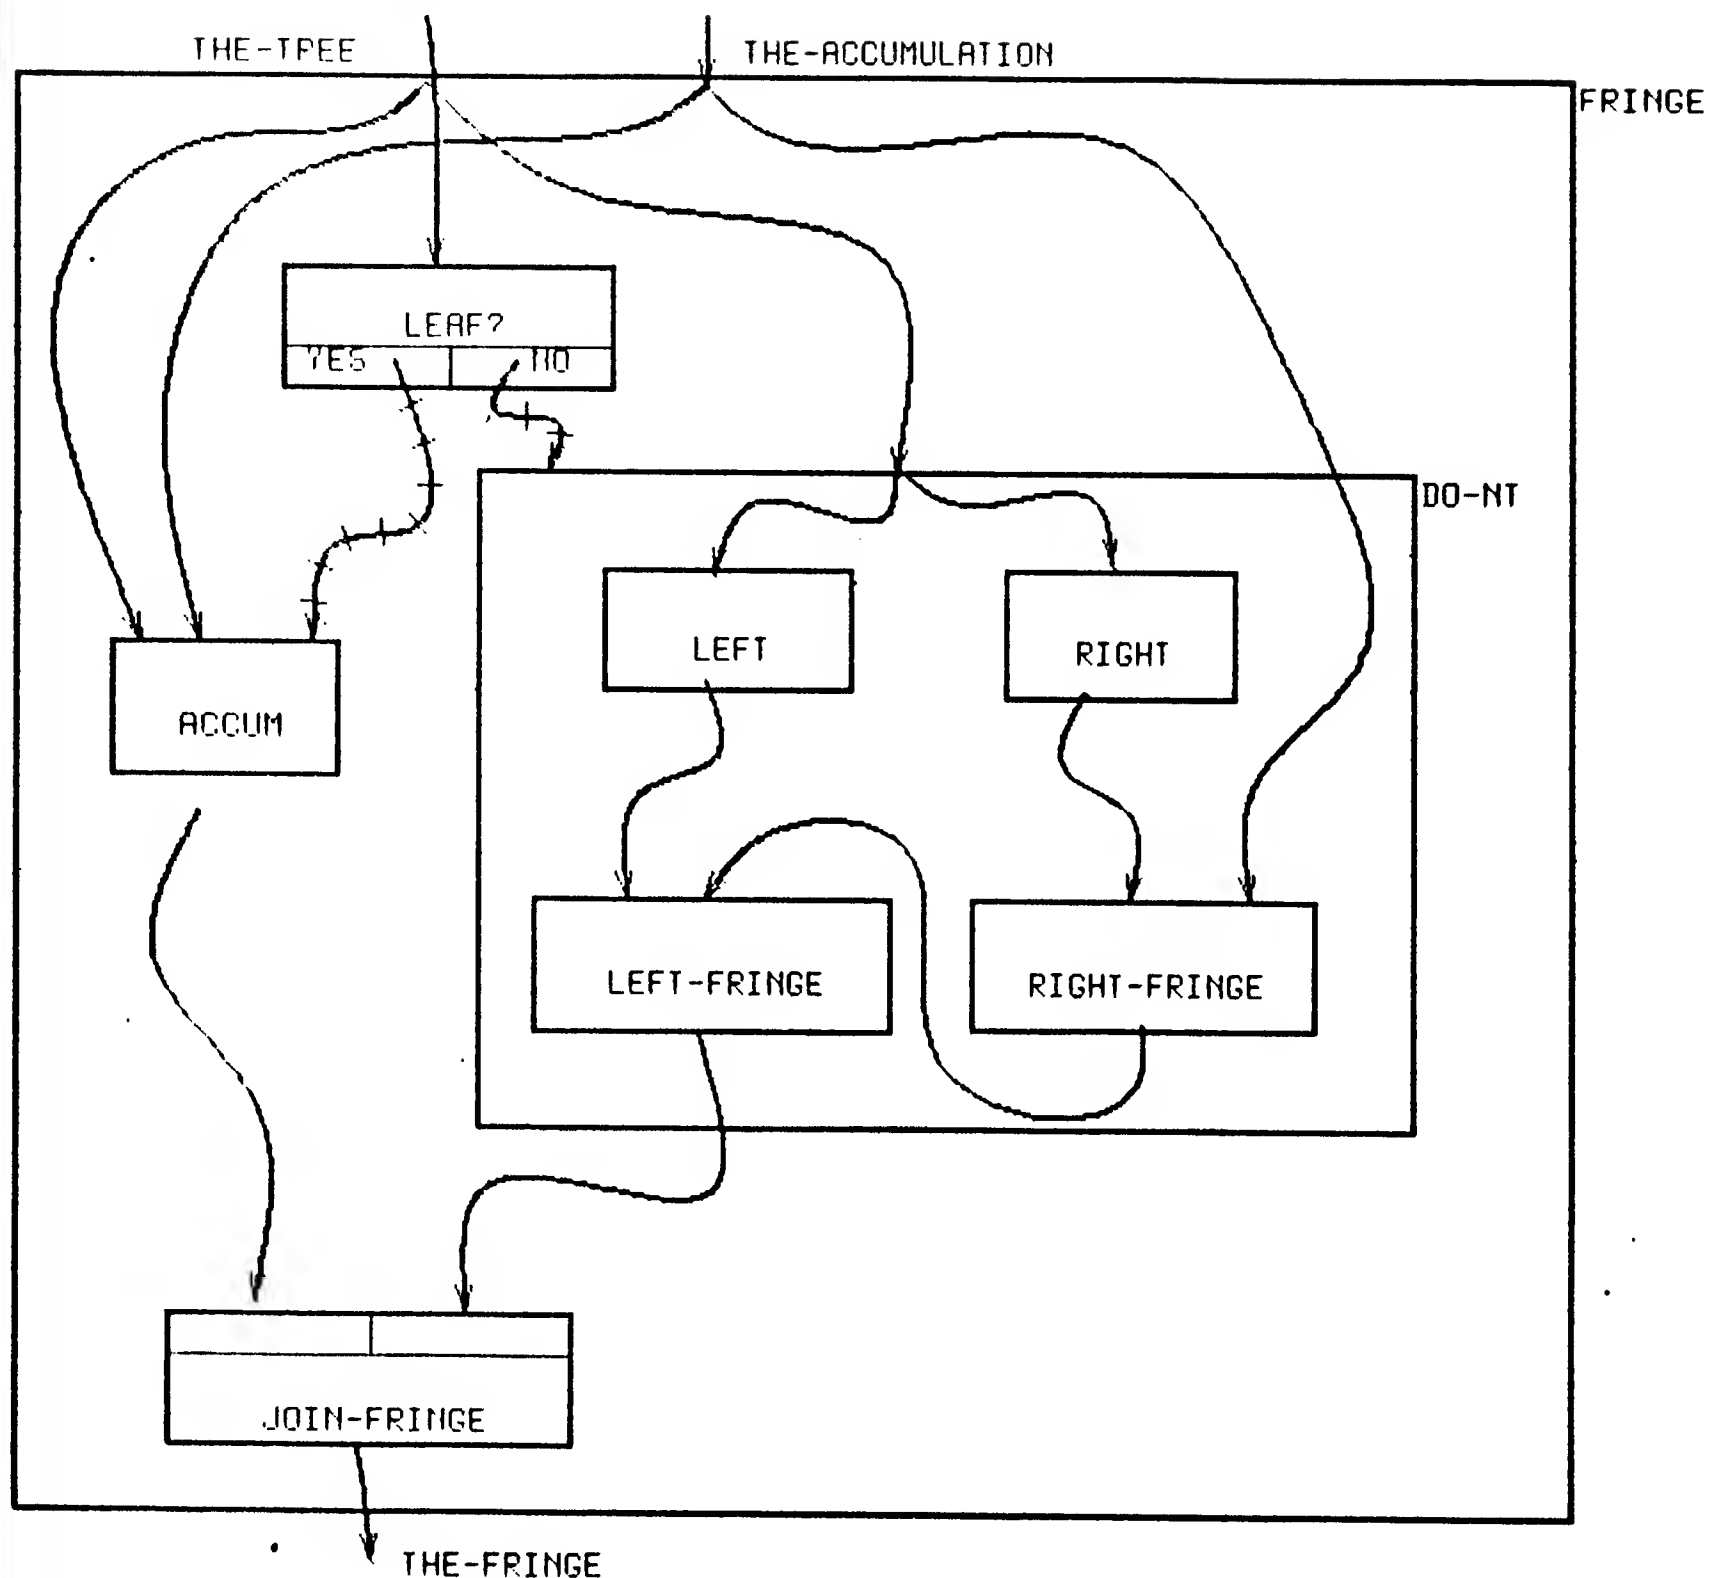 THE-TREE
THE-ACCUMULATION
FRINGE
LEAF?
YES
NO
DO-NT
LEFT
RIGHT
ACCUM
LEFT-FRINGE
RIGHT-FRINGE
JOIN-FRINGE
THE-FRINGE